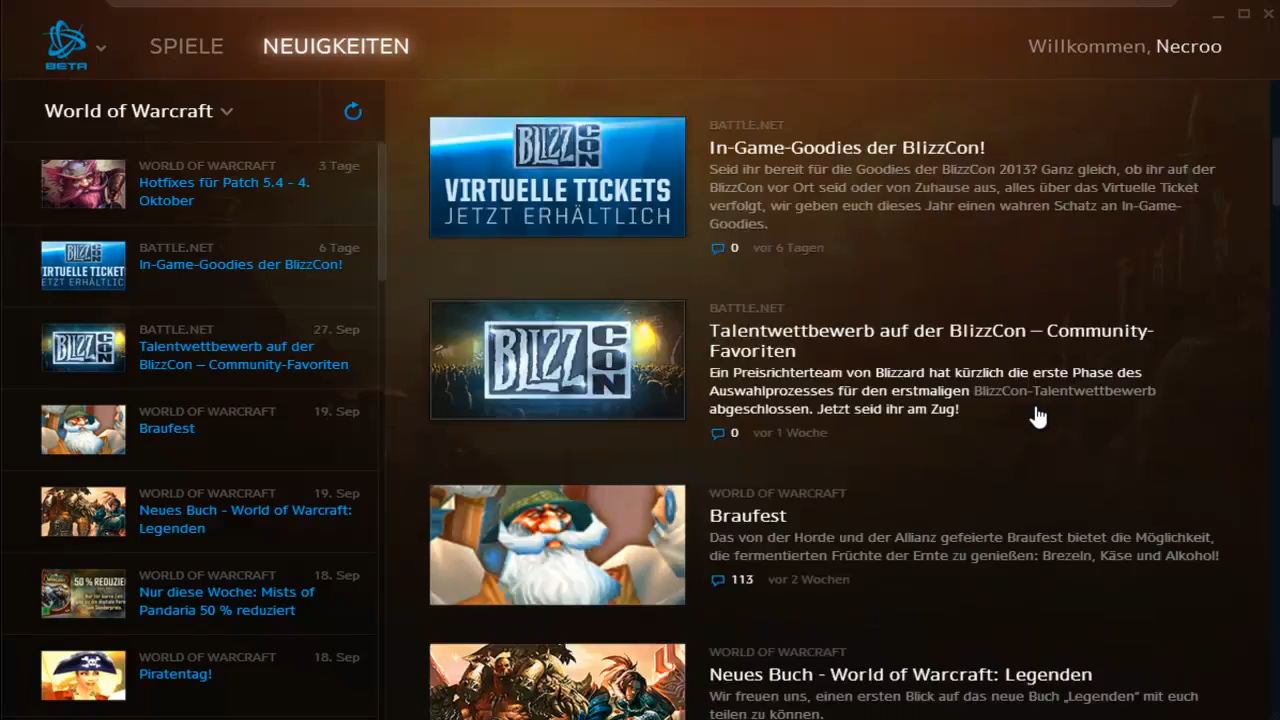 BETA
SPIELE
NEUIGKEITEN
Willkommen, Necroo
World of Warcraft
WORLD OF WARCRAFT
3 Tage
Hotfixes für Patch 5.4 - 4.
Oktober
BLIZZCON
VIRTUELLE TICKET
JETZT ERHÄLTLIC
BATTLE.NET
6 Tage
In-Game-Goodies der BlizzCon!
BLIZZCON
BATTLE.NET
27. Sep
Talentwettbewerb auf der
BlizzCon – Community-Favoriten
WORLD OF WARCRAFT
19. Sep
Braufest
WORLD OF WARCRAFT
19. Sep
Neues Buch - World of Warcraft:
Legenden
50 % REDUZIE
WORLD OF WARCRAFT
18. Sep
Nur diese Woche: Mists of
Pandaria 50 % reduziert
WORLD OF WARCRAFT
18. Sep
Piratentag!
BLIZZCON
VIRTUELLE TICKETS
JETZT ERHÄLTLICH
BATTLE.NET
In-Game-Goodies der BlizzCon!
Seid ihr bereit für die Goodies der BlizzCon 2013? Ganz gleich, ob ihr auf der
BlizzCon vor Ort seid oder von Zuhause aus, alles über das Virtuelle Ticket
verfolgt, wir geben euch dieses Jahr einen wahren Schatz an In-Game-
Goodies.
0 vor 6 Tagen
BLIZZCON
BATTLE.NET
Talentwettbewerb auf der BlizzCon – Community-
Favoriten
Ein Preisrichterteam von Blizzard hat kürzlich die erste Phase des
Auswahlprozesses für den erstmaligen BlizzCon-Talentwettbewerb
abgeschlossen. Jetzt seid ihr am Zug!
0 vor 1 Woche
WORLD OF WARCRAFT
Braufest
Das von der Horde und der Allianz gefeierte Braufest bietet die Möglichkeit,
die fermentierten Früchte der Ernte zu genießen: Brezeln, Käse und Alkohol!
113 vor 2 Wochen
WORLD OF WARCRAFT
Neues Buch - World of Warcraft: Legenden
Wir freuen uns, einen ersten Blick auf das neue Buch „Legenden“ mit euch
teilen zu können.